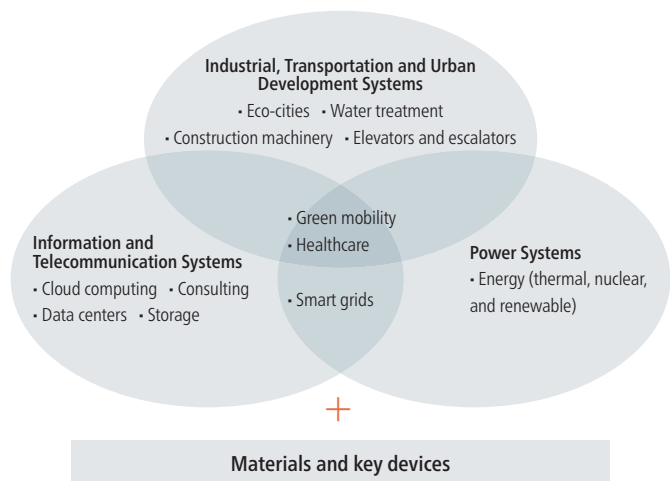 Industrial, Transportation and Urban
Development Systems
• Eco-cities • Water treatment
• Construction machinery • Elevators and escalators
• Green mobility
• Healthcare
Information and
Telecommunication Systems
• Cloud computing • Consulting
• Data centers • Storage
• Smart grids
Power Systems
• Energy (thermal, nuclear,
and renewable)
+
Materials and key devices